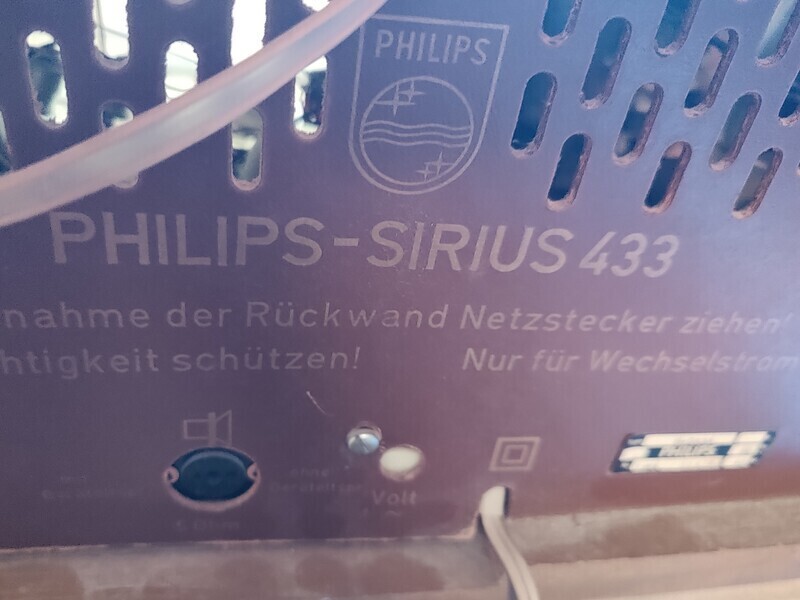 PHILIPS
PHILIPS-SIRIUS 433
nahme der Rückwand Netzstecker ziehen!
htigkeit schützen! Nur für Wechselstrom
Volt
PHILIPS